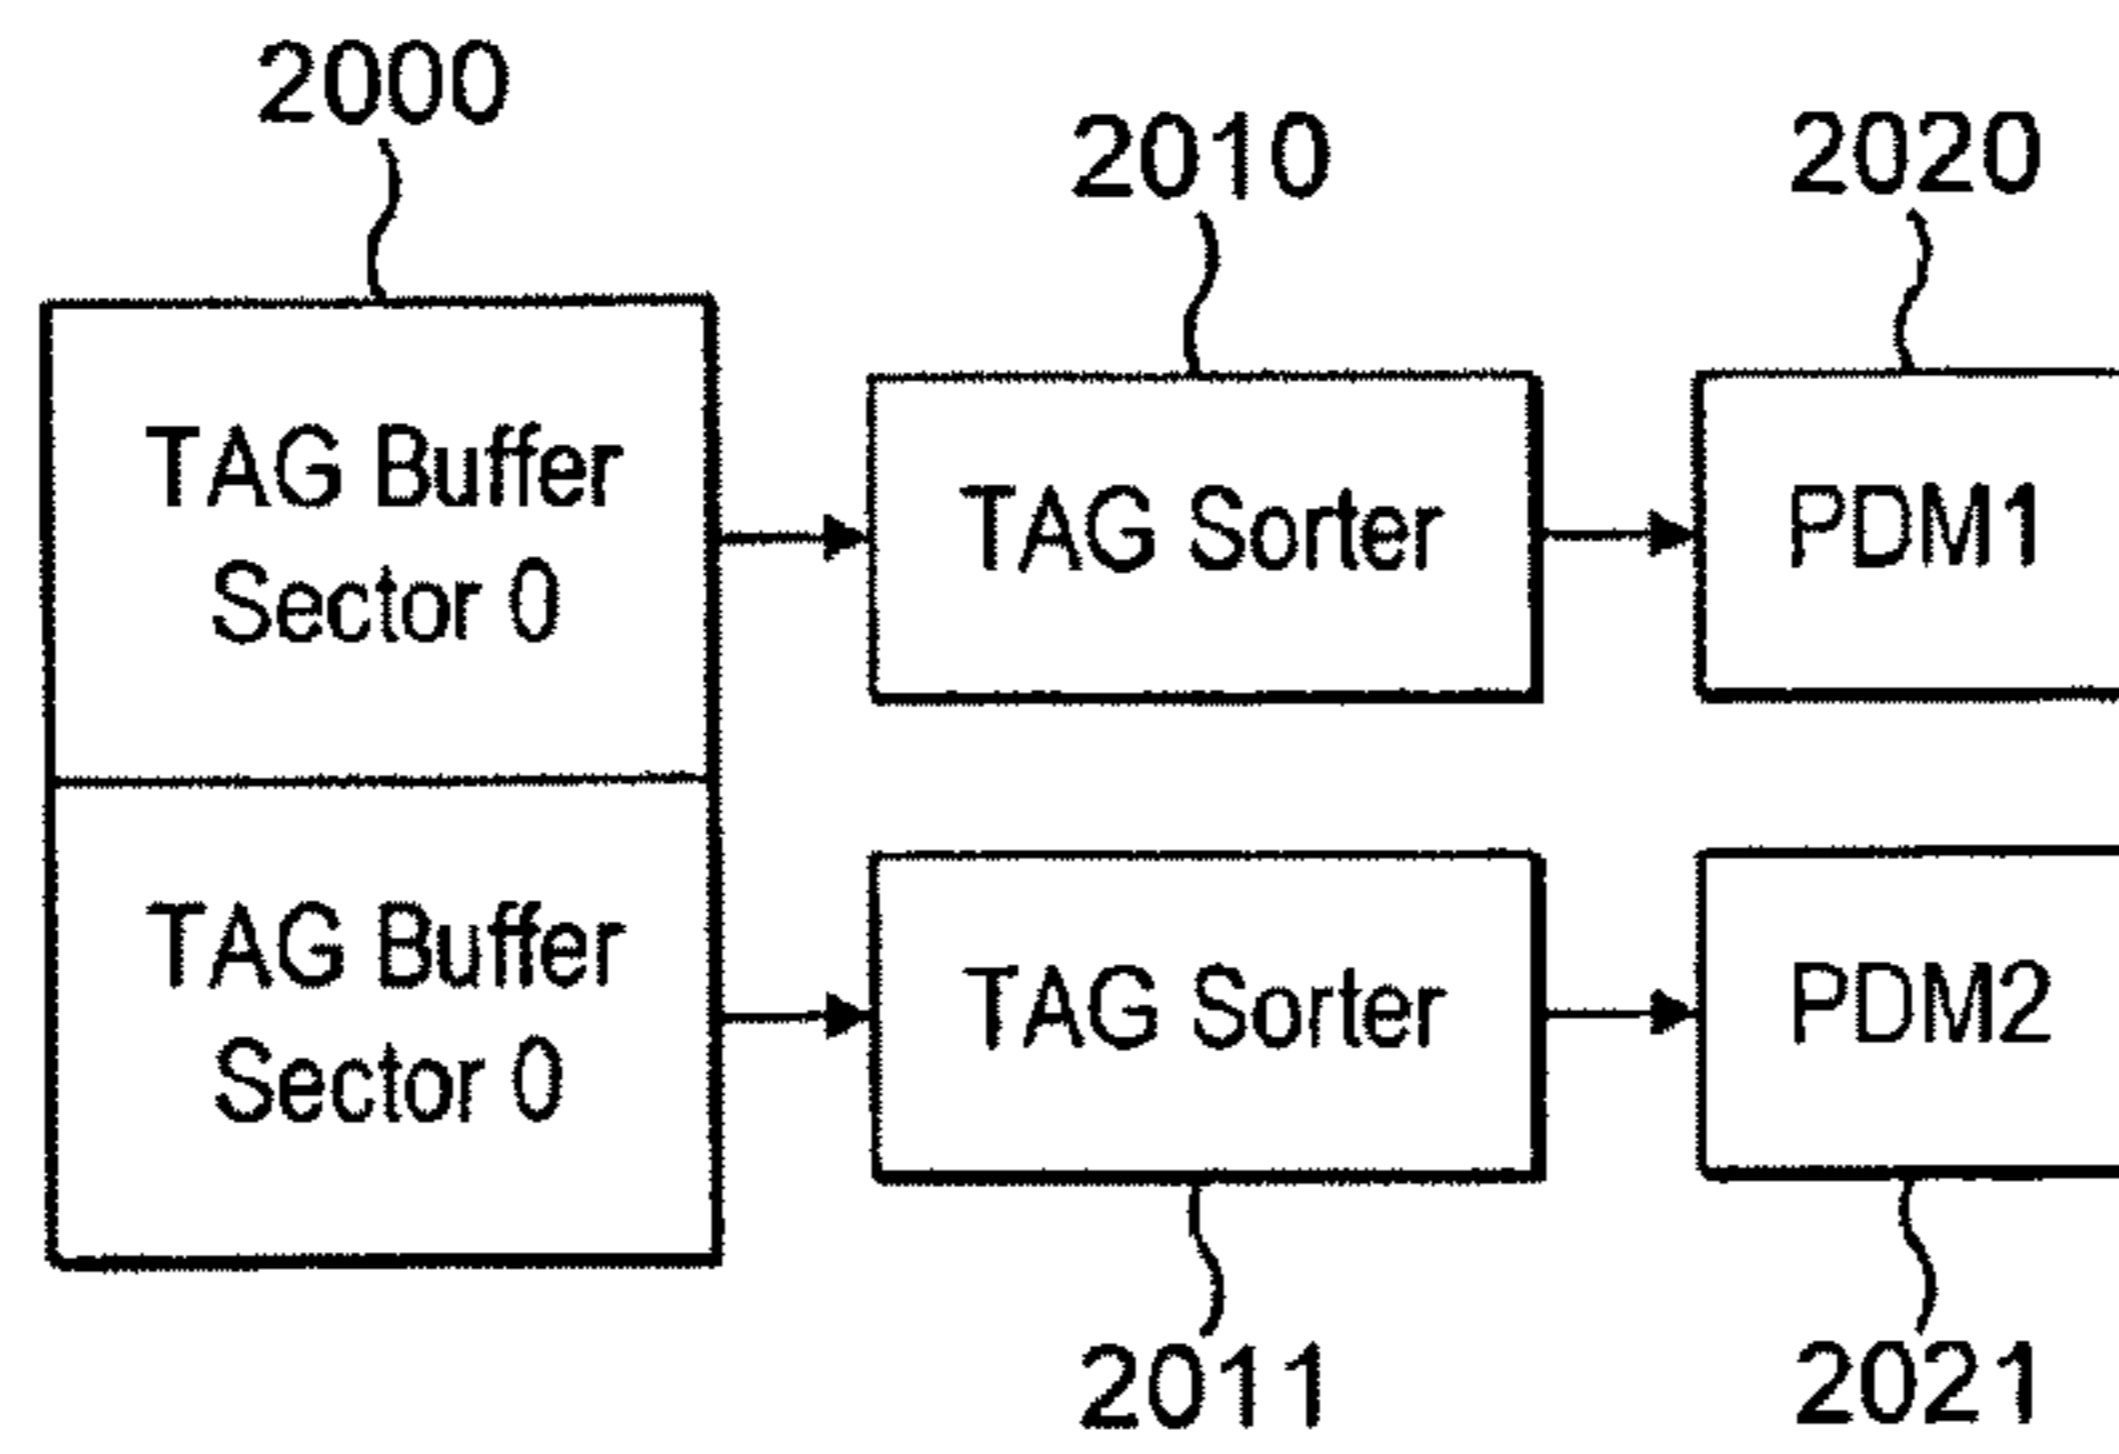 2000
2010
2020
TAG Buffer
Sector 0
TAG Sorter
PDM1
TAG Buffer
Sector 0
TAG Sorter
PDM2
2011
2021